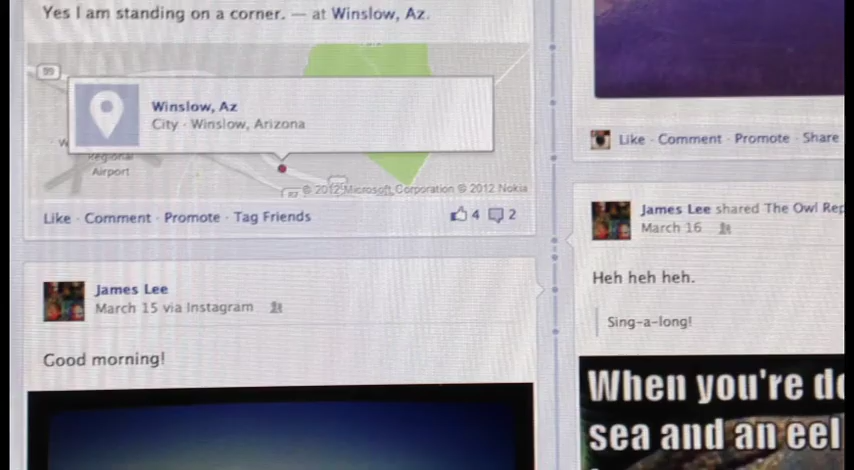 Yes I am standing on a corner. — at Winslow, Az.
99
Winslow, Az
City · Winslow, Arizona
Regional
Airport
87
© 2012 Microsoft Corporation © 2012 Nokia
Like · Comment · Promote · Tag Friends
4 2
James Lee
March 15 via Instagram
Good morning!
Like · Comment · Promote · Share
James Lee shared The Owl
March 16
Heh heh heh.
Sing-a-long!
When you're
sea and an eel